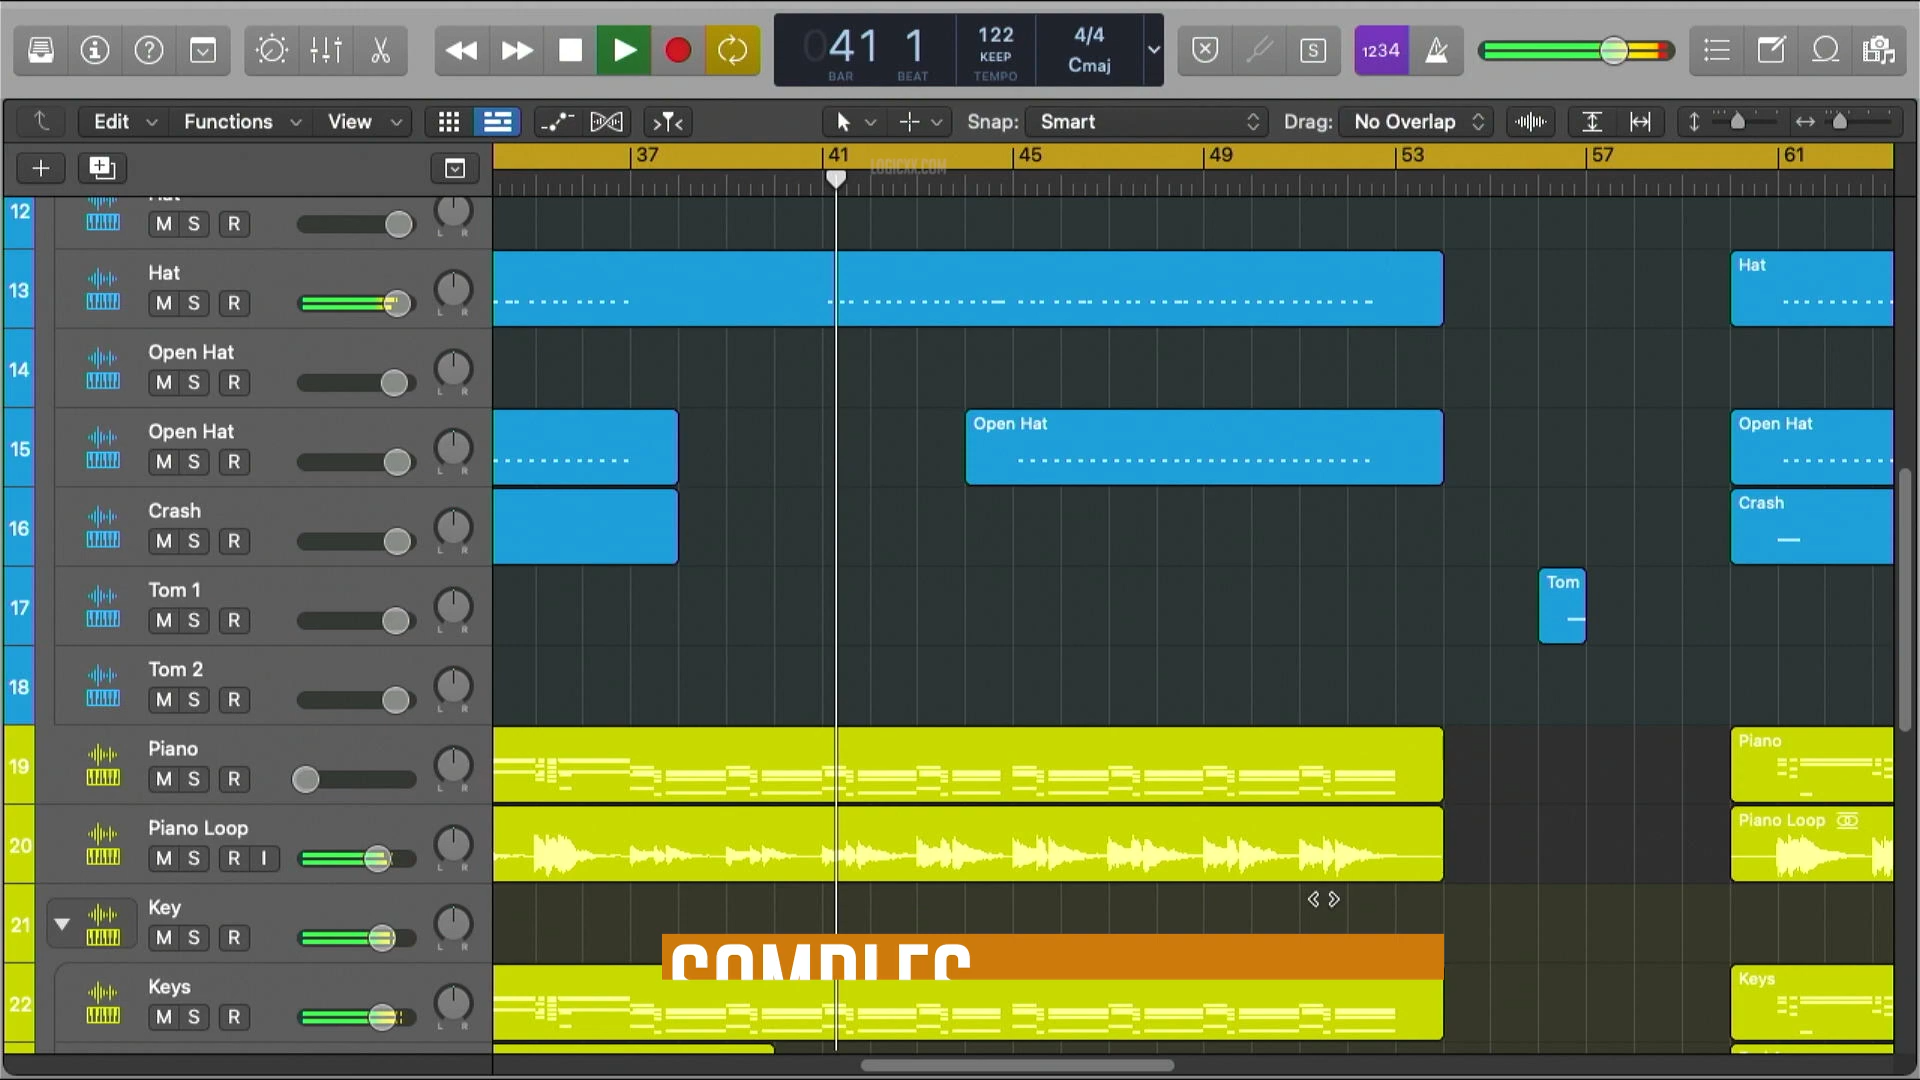 041 1
BAR BEAT
122
KEEP
TEMPO
4/4
Cmaj
S
1234
Edit Functions View
Snap: Smart
Drag: No Overlap
37 41 45 49 53 57 61
LOGICXX.COM
12
M S R
L R
13 Hat
M S R
L R
Hat
14 Open Hat
M S R
L R
15 Open Hat
M S R
L R
Open Hat
Open Hat
16 Crash
M S R
L R
Crash
17 Tom 1
M S R
L R
Tom
18 Tom 2
M S R
L R
19 Piano
M S R
L R
Piano
20 Piano Loop
M S R I
L R
Piano Loop
21 Key
M S R
L R
22 Keys
M S R
L R
Keys